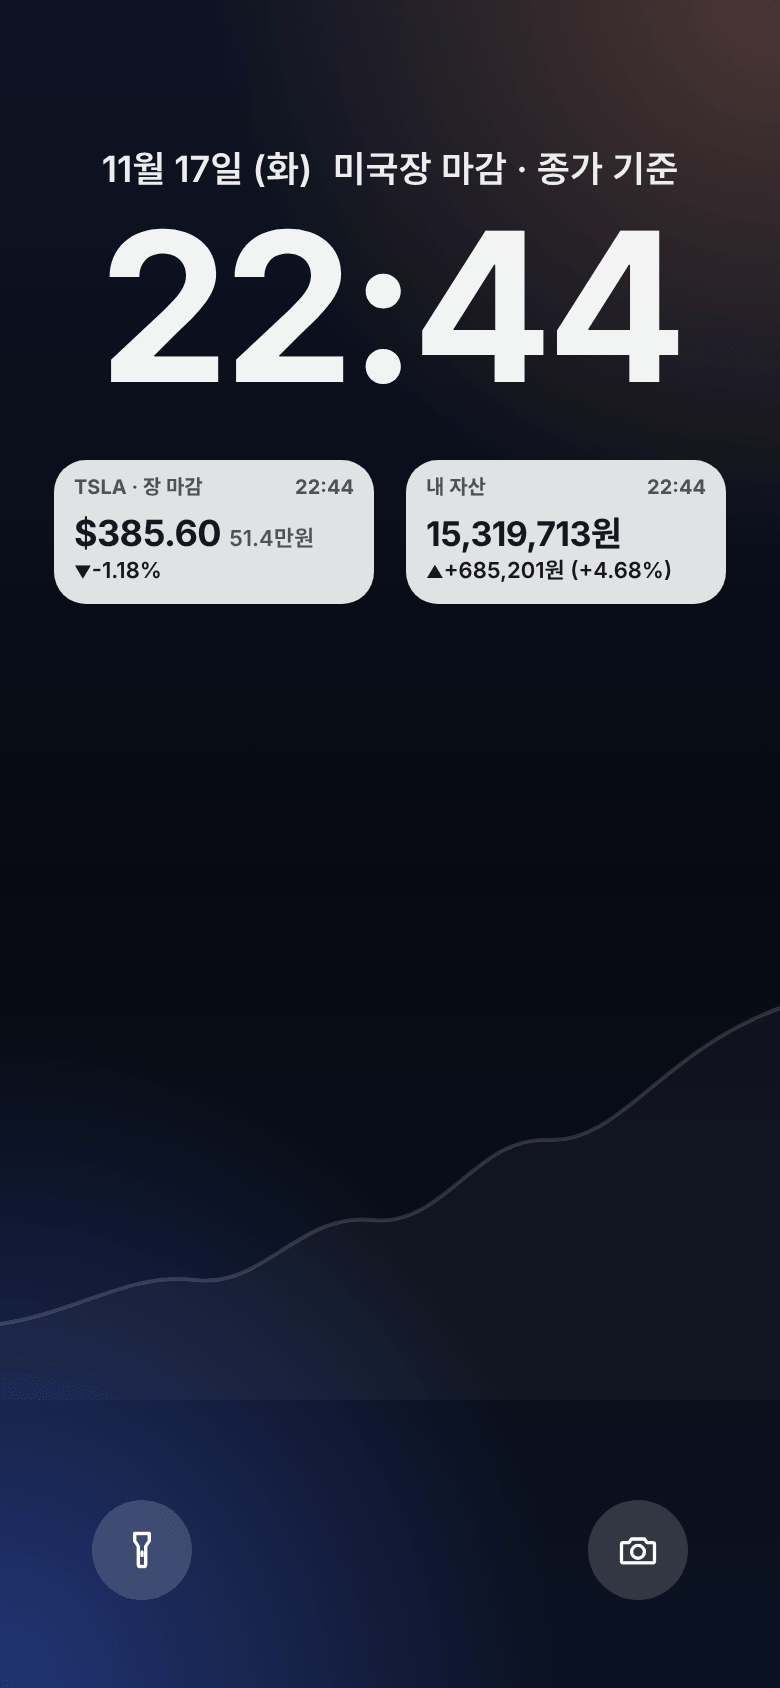 11월 17일 (화) 미국장 마감 · 종가 기준
22:44
TSLA · 장 마감 22:44
$385.60 51.4만원
▼-1.18%
내 자산 22:44
15,319,713원
▲+685,201원 (+4.68%)